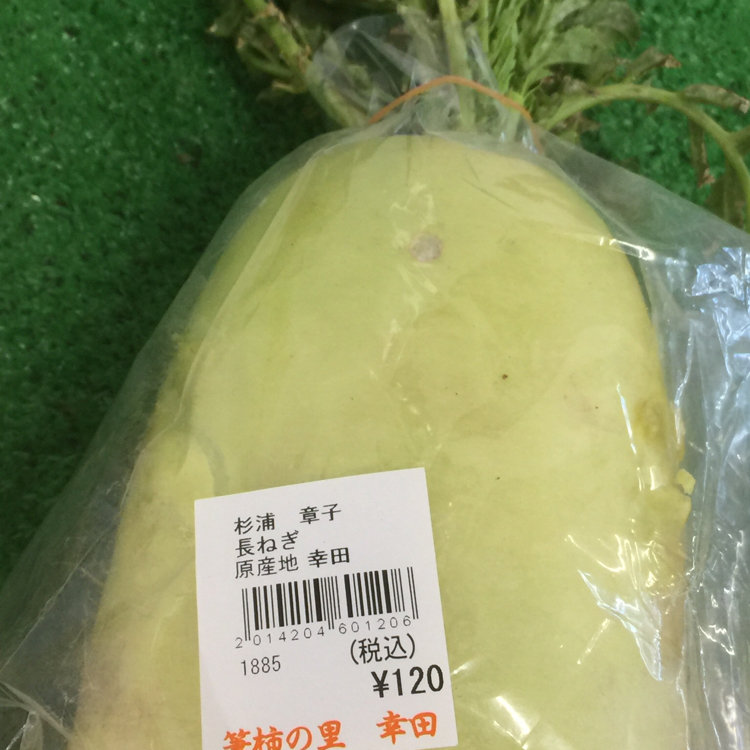 杉浦 章子
長ねぎ
原産地 幸田
2014204601206
1885
(税込)
¥120
筆柿の里 幸田